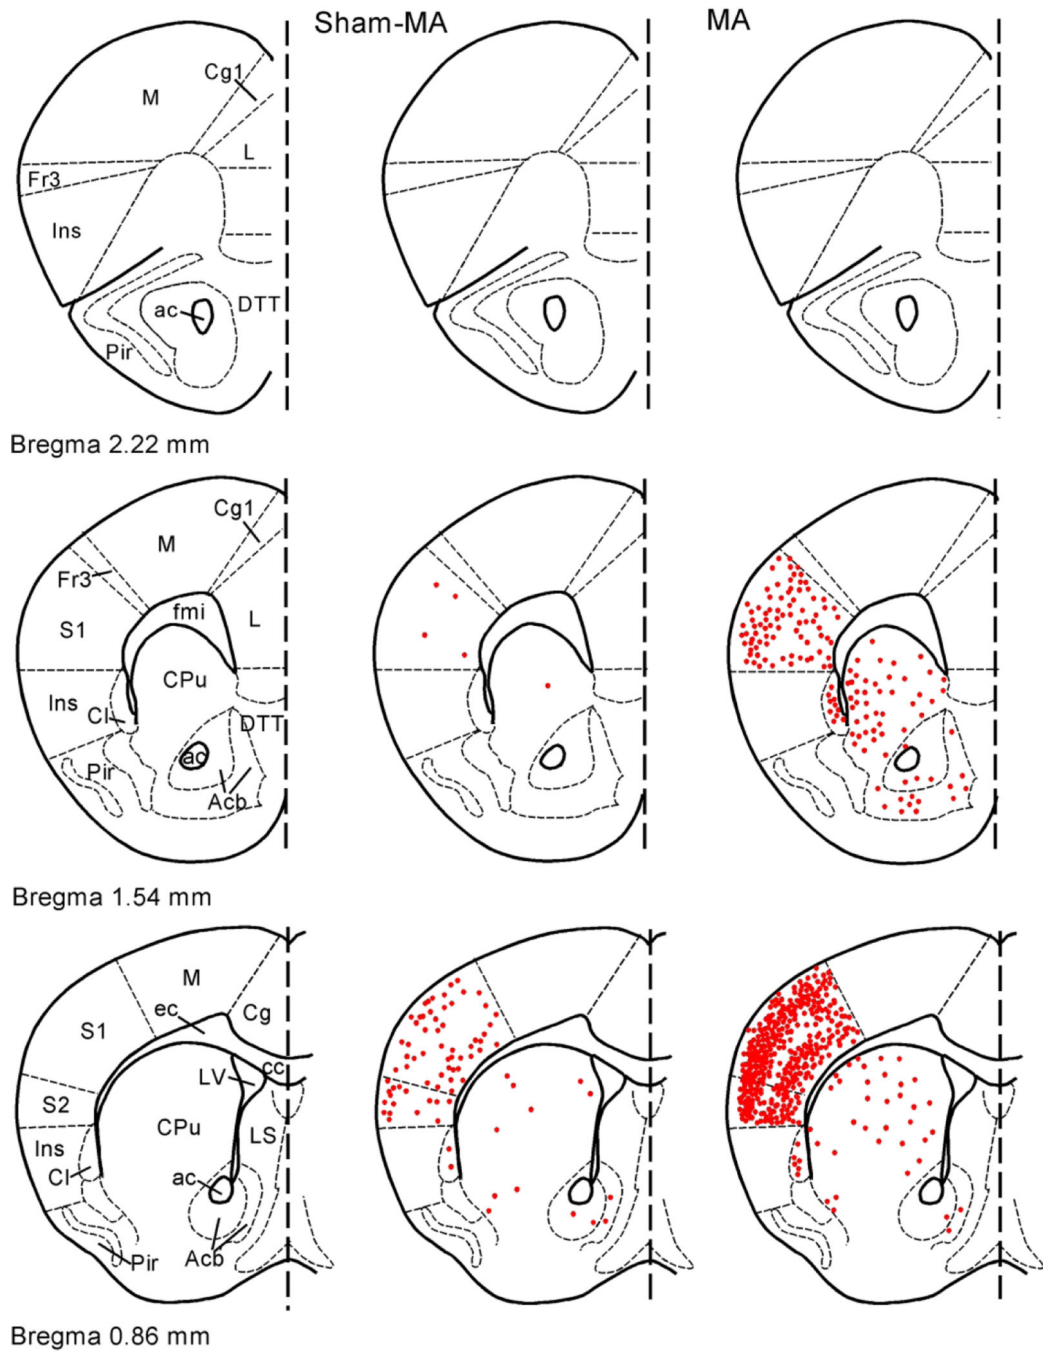 Sham-MA
MA
Cg1
M
L
Fr3
Ins
DTT
ac
Pir
Bregma 2.22 mm
Cg1
M
Fr3
fmi
S1
L
CPu
Ins
Cl
DTT
ac
Pir
Acb
Bregma 1.54 mm
M
ec
Cg
S1
cc
LV
S2
CPu
LS
Ins
Cl
ac
Acb
Pir
Bregma 0.86 mm